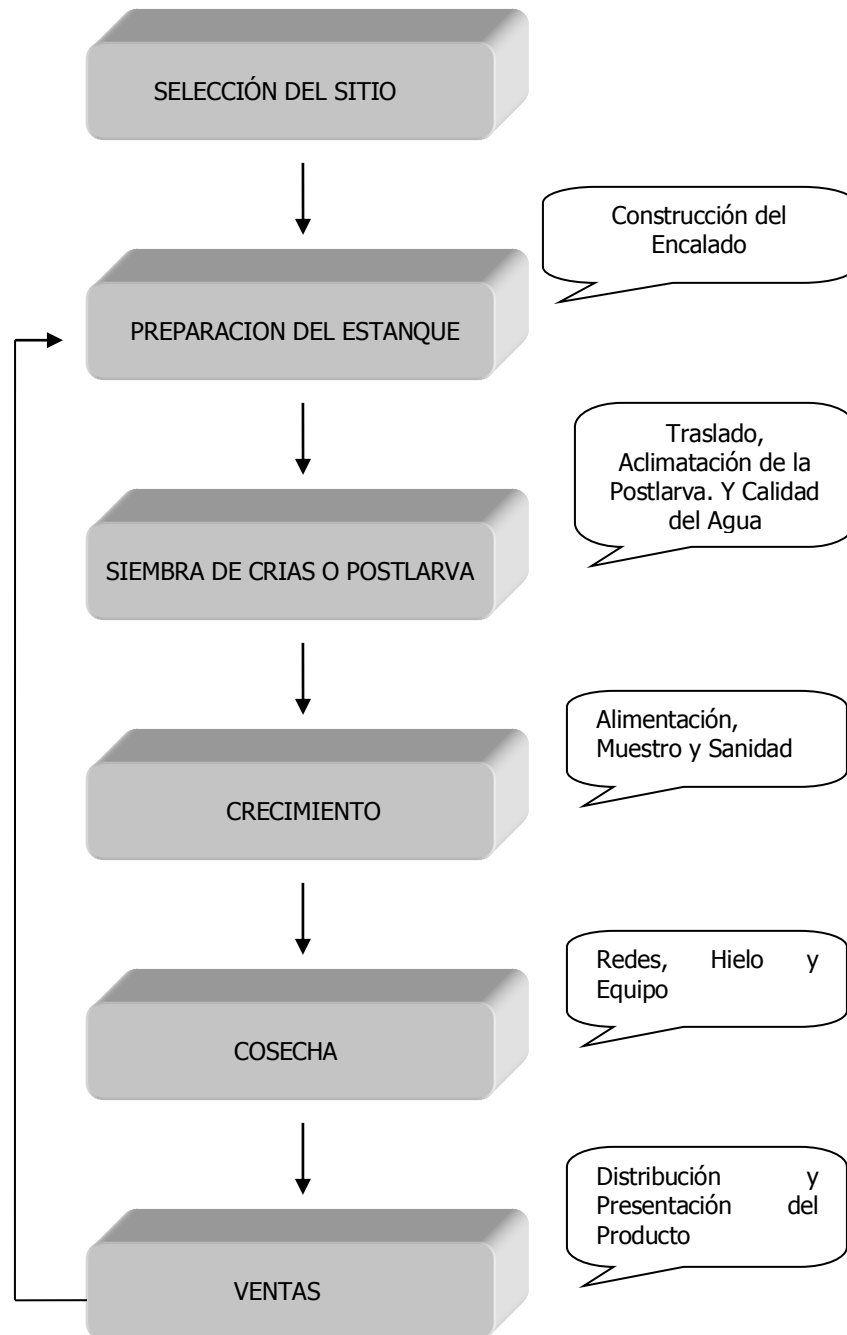 SELECCIÓN DEL SITIO
Construcción del
Encalado
PREPARACION DEL ESTANQUE
Traslado,
Aclimatación de la
Postlarva. Y Calidad
del Agua
SIEMBRA DE CRIAS O POSTLARVA
Alimentación,
Muestro y Sanidad
CRECIMIENTO
Redes, Hielo y
Equipo
COSECHA
Distribución y
Presentación del
Producto
VENTAS